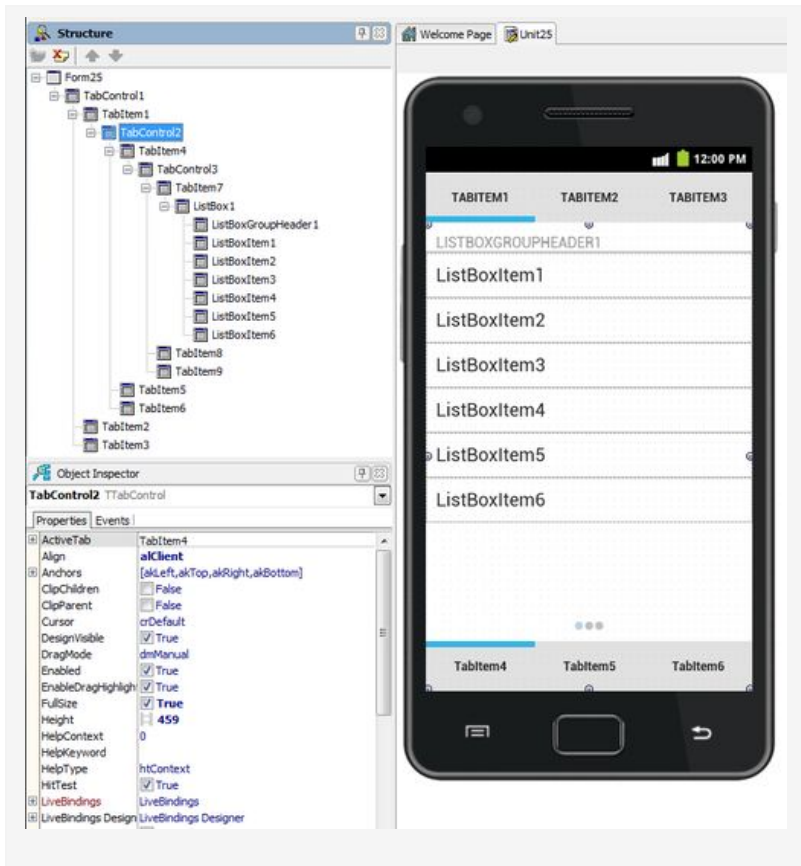 Structure
Form25
TabControl1
TabItem1
TabControl2
TabItem4
TabControl3
TabItem7
ListBox1
ListBoxGroupHeader1
ListBoxItem1
ListBoxItem2
ListBoxItem3
ListBoxItem4
ListBoxItem5
ListBoxItem6
TabItem8
TabItem9
TabItem5
TabItem6
TabItem2
TabItem3
Object Inspector
TabControl2 TTabControl
Properties Events
ActiveTab TabItem4
Align alClient
Anchors [akLeft,akTop,akRight,akBottom]
ClipChildren False
ClipParent False
Cursor crDefault
DesignVisible True
DragMode dmManual
Enabled True
EnableDragHighligh True
FullSize True
Height 459
HelpContext 0
HelpKeyword
HelpType htContext
HitTest True
LiveBindings LiveBindings
LiveBindings Design LiveBindings Designer
Welcome Page Unit25
12:00 PM
TABITEM1 TABITEM2 TABITEM3
LISTBOXGROUPHEADER1
ListBoxItem1
ListBoxItem2
ListBoxItem3
ListBoxItem4
ListBoxItem5
ListBoxItem6
TabItem4 TabItem5 TabItem6